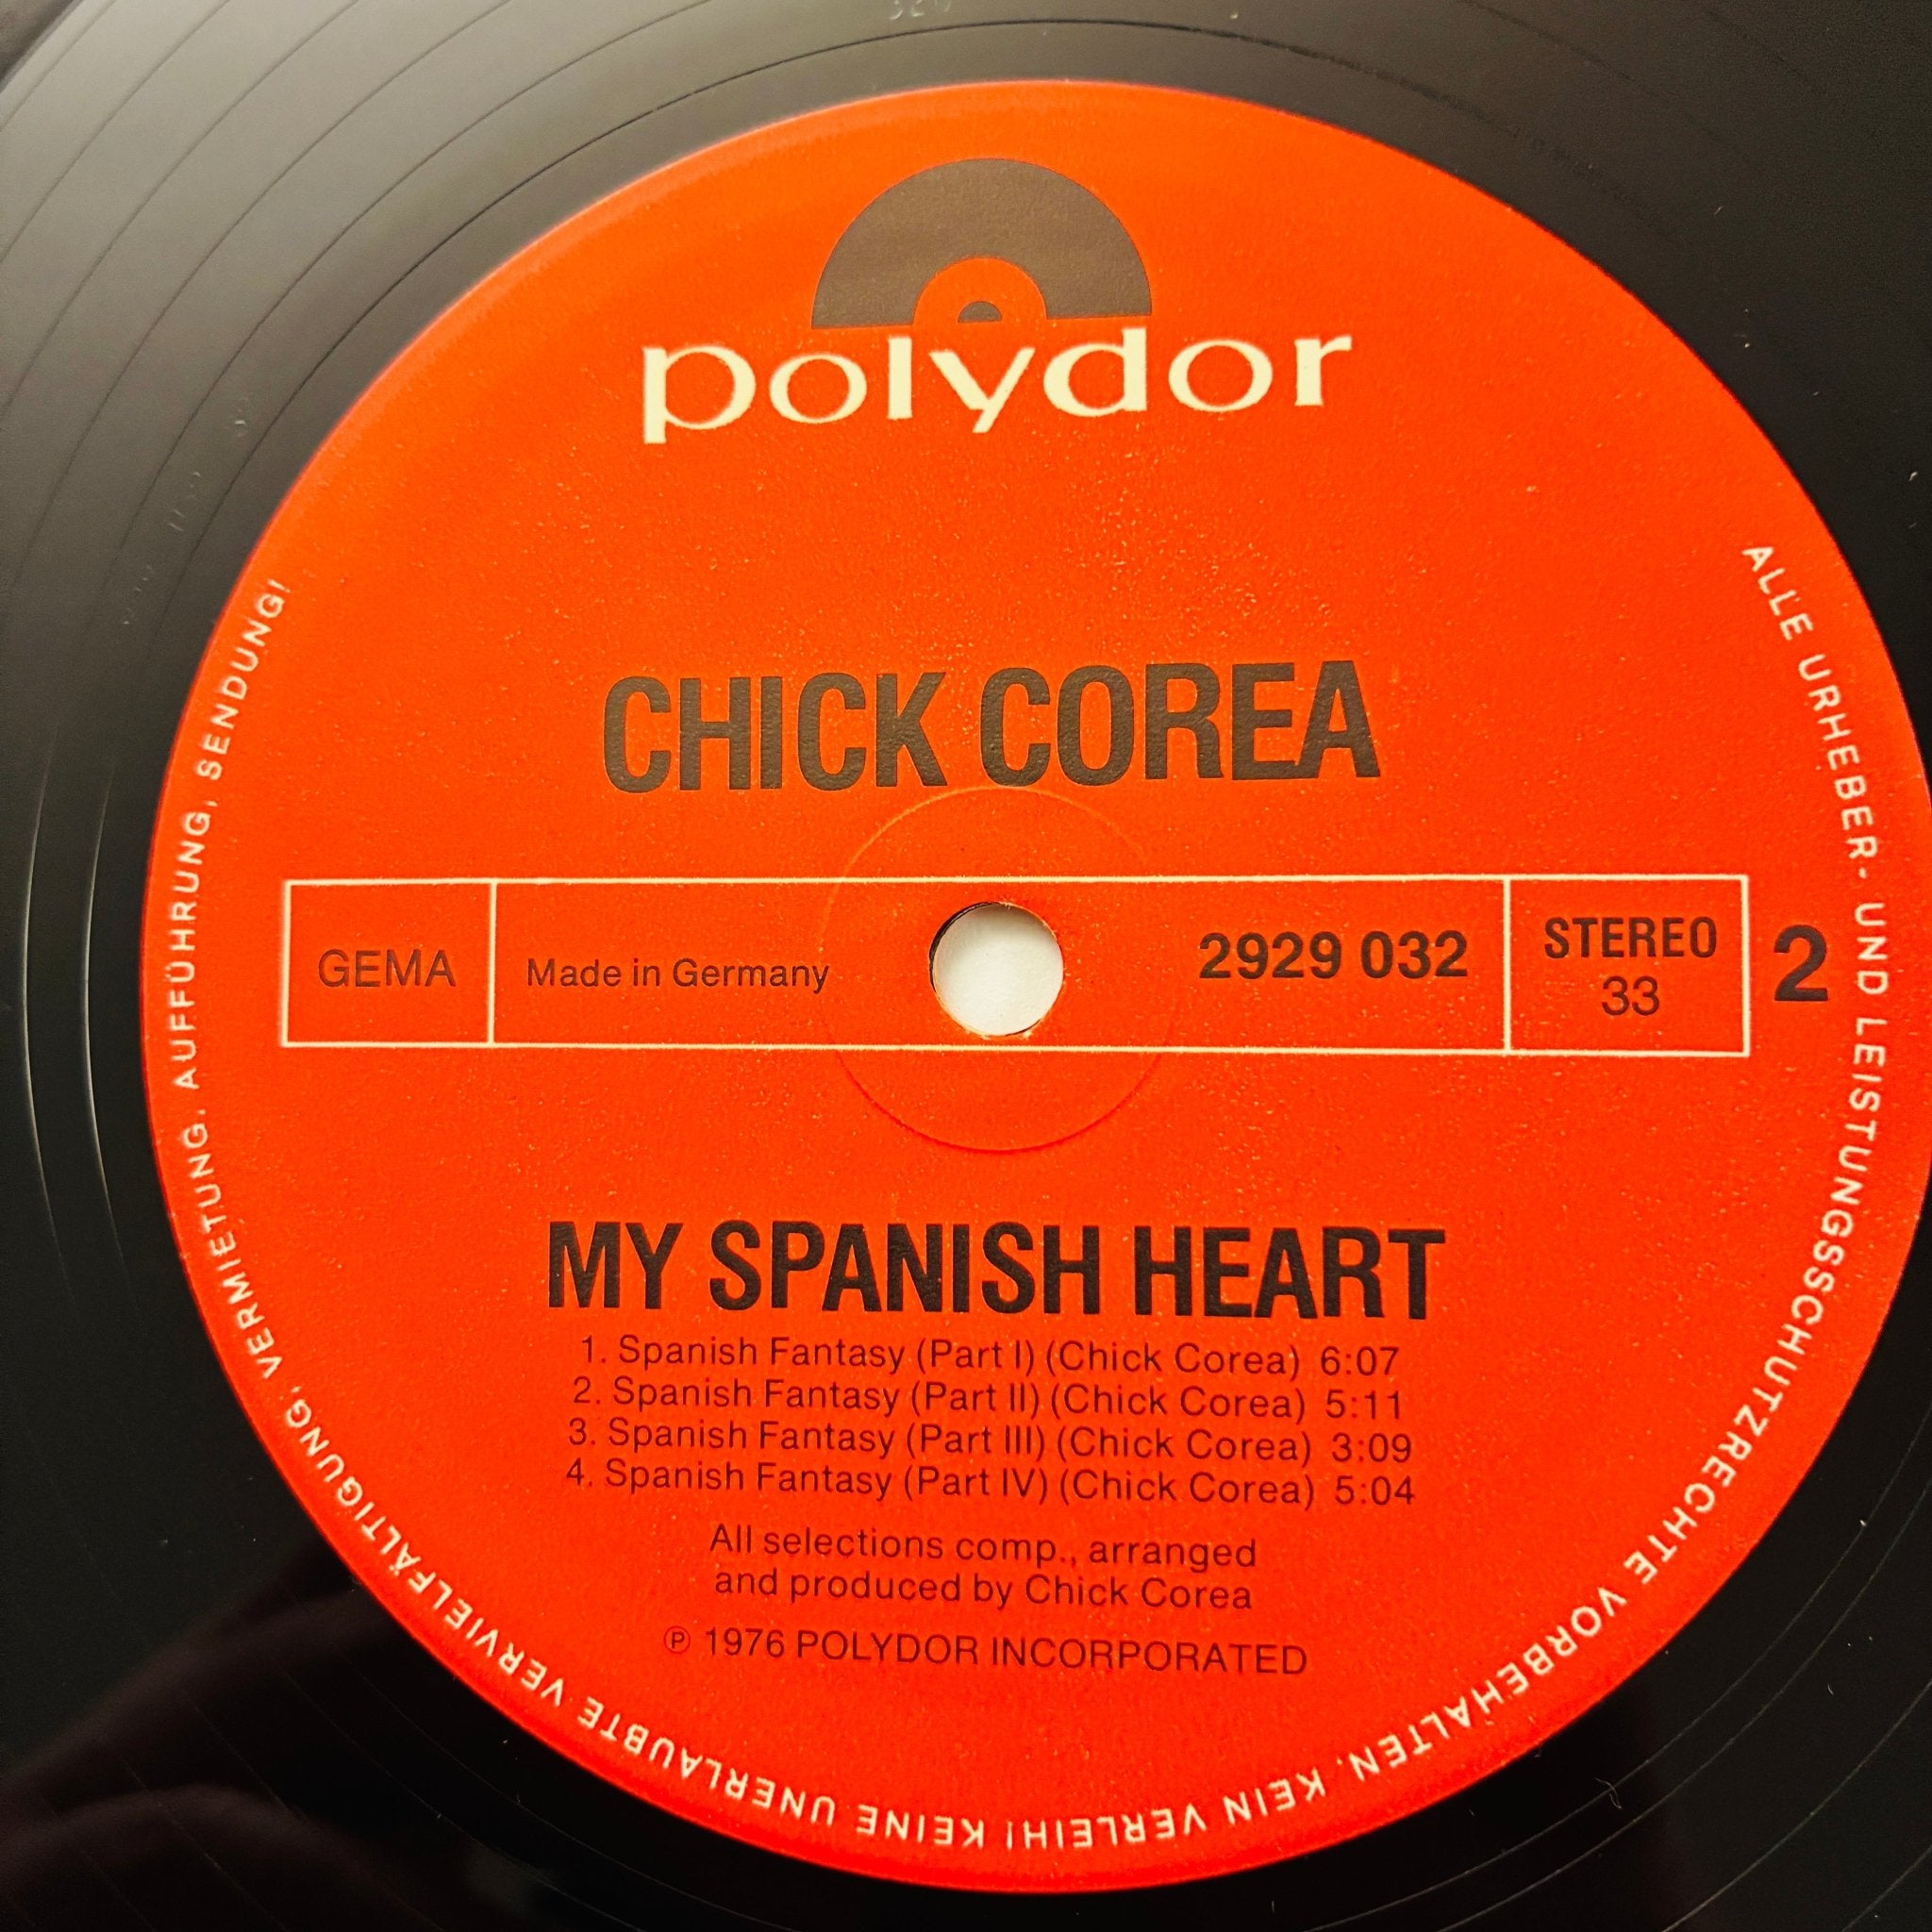 polydor
CHICK COREA
GEMA
Made in Germany
2929 032
STEREO
33
2
MY SPANISH HEART
1. Spanish Fantasy (Part I) (Chick Corea) 6:07
2. Spanish Fantasy (Part II) (Chick Corea) 5:11
3. Spanish Fantasy (Part III) (Chick Corea) 3:09
4. Spanish Fantasy (Part IV) (Chick Corea) 5:04
All selections comp., arranged
and produced by Chick Corea
℗ 1976 POLYDOR INCORPORATED
ALLE URHEBER- UND LEISTUNGSSCHUTZRECHTE VORBEHALTEN. KEIN VERLEIH! KEINE UNERLAUBTE VERVIELFÄLTIGUNG, VERMIETUNG. AUFFÜHRUNG, SENDUNG!